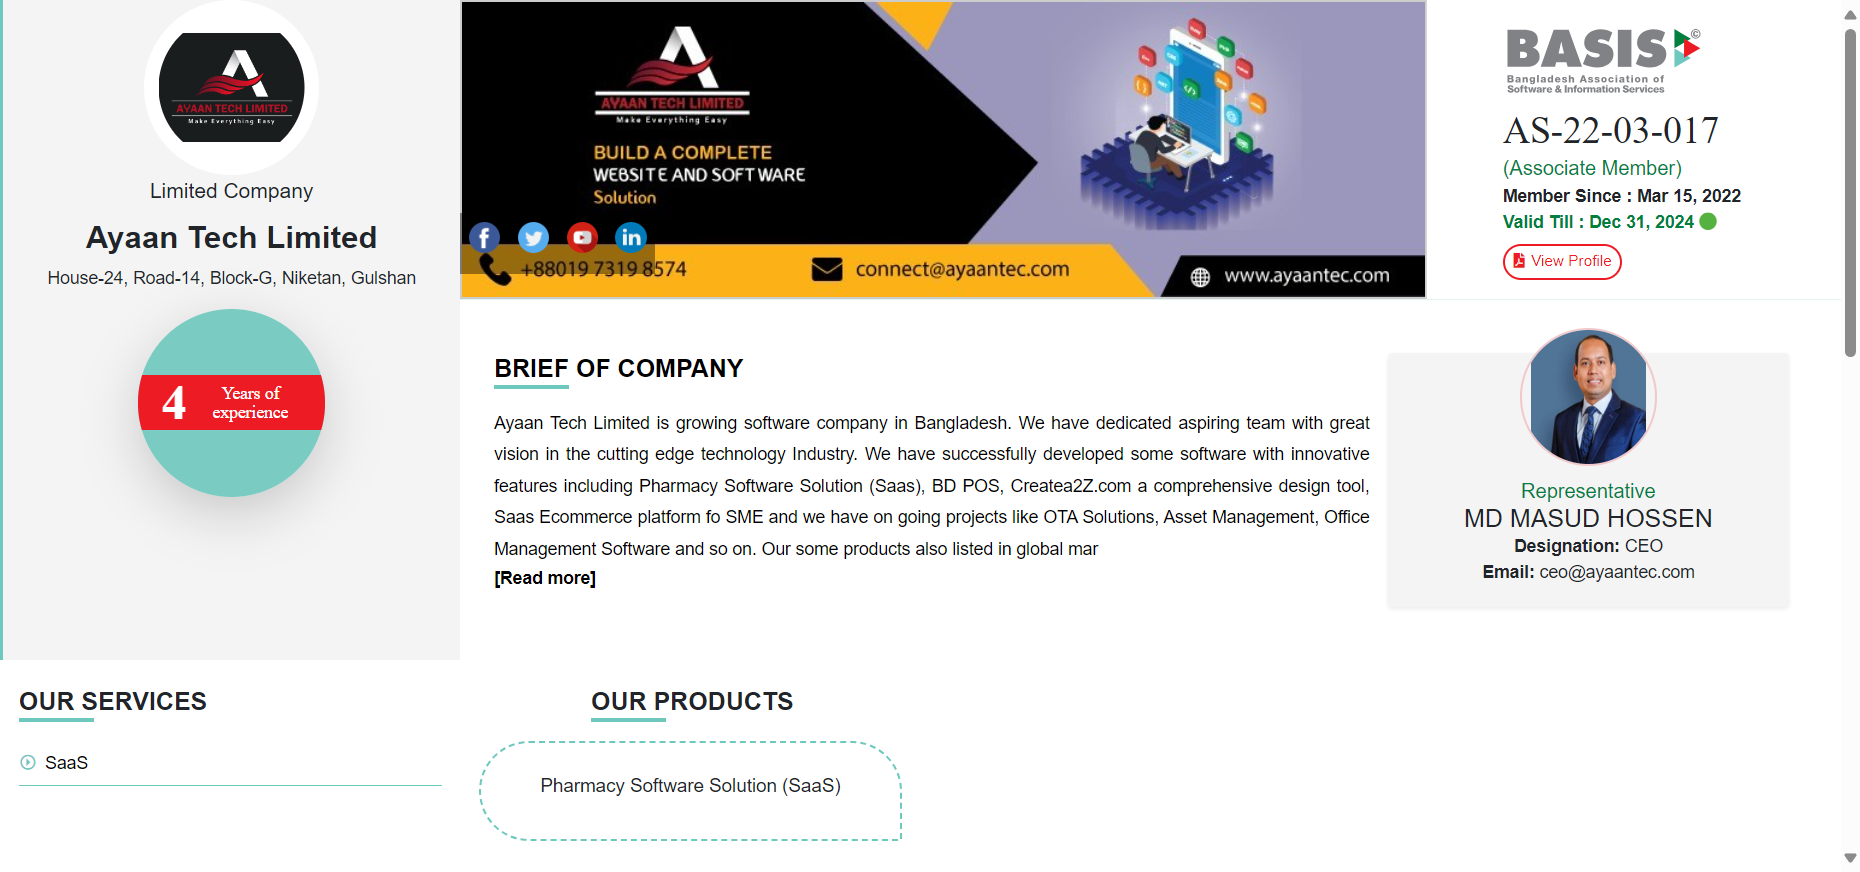 AYAAN TECH LIMITED
Make Everything Easy
Limited Company
Ayaan Tech Limited
House-24, Road-14, Block-G, Niketan, Gulshan
4
Years of
experience
AYAAN TECH LIMITED
Make Everything Easy
BUILD A COMPLETE
WEBSITE AND SOFTWARE
Solution
+88019 7319 8574
connect@ayaantec.com
www.ayaantec.com
BASIS ©
Bangladesh Association of
Software & Information Services
AS-22-03-017
(Associate Member)
Member Since : Mar 15, 2022
Valid Till : Dec 31, 2024
View Profile
BRIEF OF COMPANY
Ayaan Tech Limited is growing software company in Bangladesh. We have dedicated aspiring team with great
vision in the cutting edge technology Industry. We have successfully developed some software with innovative
features including Pharmacy Software Solution (Saas), BD POS, Createa2Z.com a comprehensive design tool,
Saas Ecommerce platform fo SME and we have on going projects like OTA Solutions, Asset Management, Office
Management Software and so on. Our some products also listed in global mar
[Read more]
Representative
MD MASUD HOSSEN
Designation: CEO
Email: ceo@ayaantec.com
OUR SERVICES
SaaS
OUR PRODUCTS
Pharmacy Software Solution (SaaS)